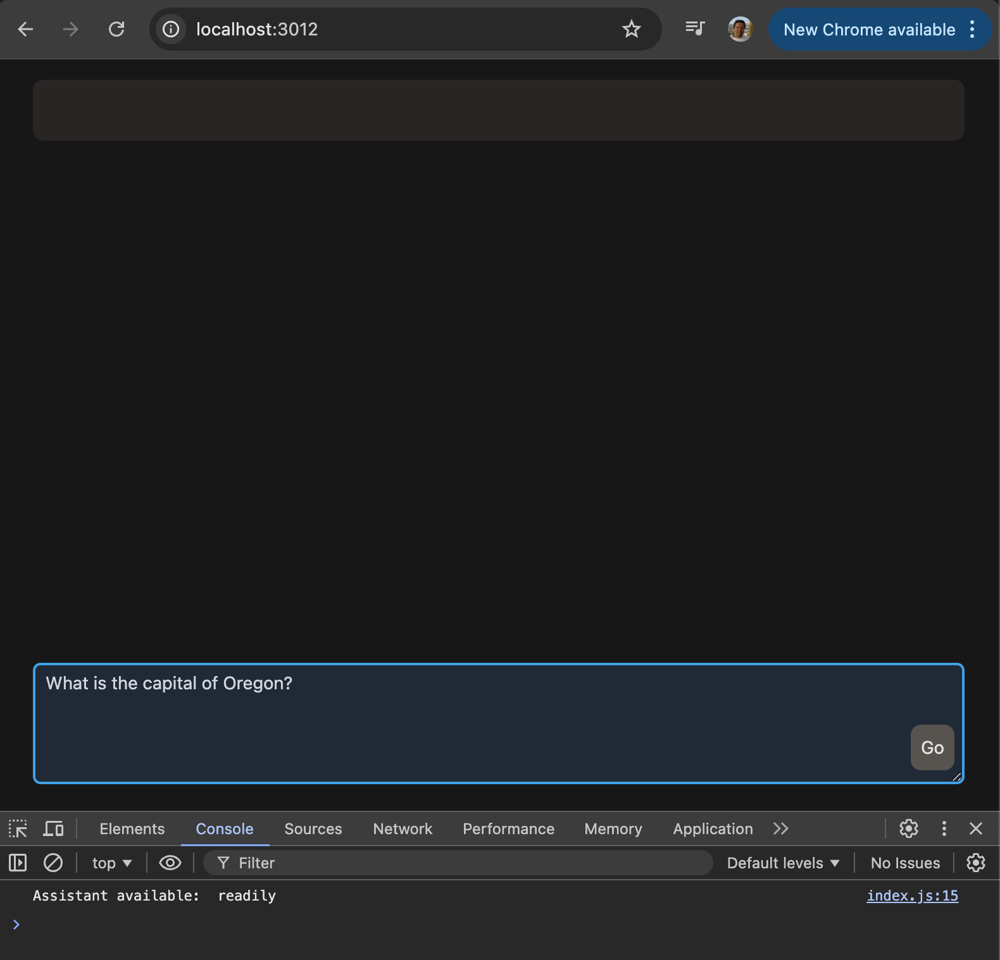 localhost:3012
New Chrome available
What is the capital of Oregon?
Go
Elements Console Sources Network Performance Memory Application
top Filter Default levels No Issues
Assistant available:  readily index.js:15